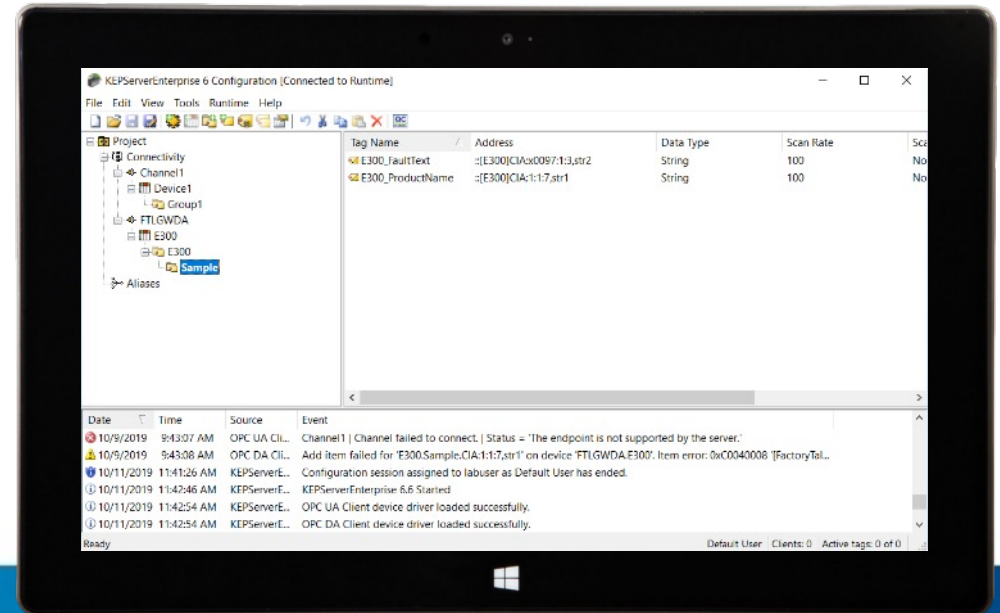 KEPServerEnterprise 6 Configuration [Connected to Runtime]
File Edit View Tools Runtime Help
Project
Connectivity
Channel1
Device1
Group1
FTLGWDA
E300
E300
Sample
Aliases
Tag Name Address Data Type Scan Rate Sca
E300_FaultText ::[E300]CIA:x0097:1:3,str2 String 100 No
E300_ProductName ::[E300]CIA:1:1:7,str1 String 100 No
Date Time Source Event
10/9/2019 9:43:07 AM OPC UA Cli... Channel1 | Channel failed to connect. | Status = 'The endpoint is not supported by the server.'
10/9/2019 9:43:08 AM OPC DA Cli... Add item failed for 'E300.Sample.CIA:1:1:7,str1' on device 'FTLGWDA.E300'. Item error: 0xC0040008 '[FactoryTal...
10/11/2019 11:41:26 AM KEPServerE... Configuration session assigned to labuser as Default User has ended.
10/11/2019 11:42:46 AM KEPServerE... KEPServerEnterprise 6.6 Started
10/11/2019 11:42:54 AM KEPServerE... OPC UA Client device driver loaded successfully.
10/11/2019 11:42:54 AM KEPServerE... OPC DA Client device driver loaded successfully.
Ready Default User Clients: 0 Active tags: 0 of 0